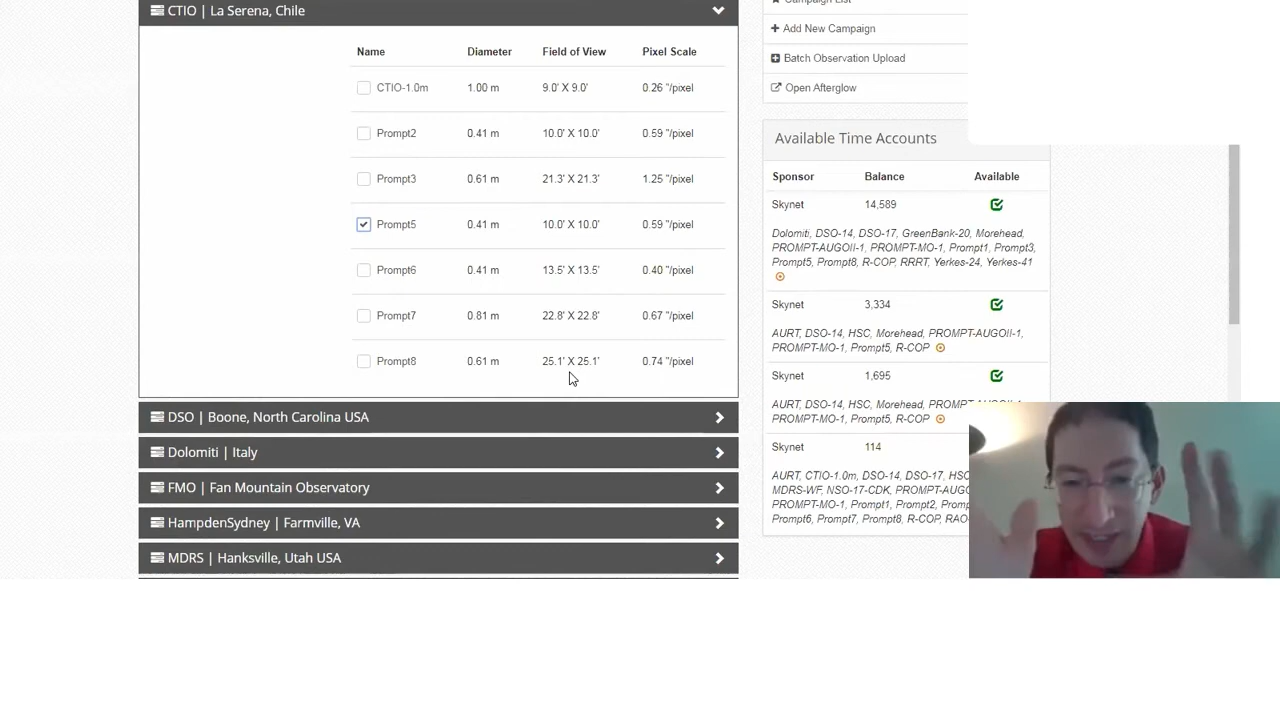 CTIO | La Serena, Chile
Name Diameter Field of View Pixel Scale
CTIO-1.0m 1.00 m 9.0' X 9.0' 0.26 "/pixel
Prompt2 0.41 m 10.0' X 10.0' 0.59 "/pixel
Prompt3 0.61 m 21.3' X 21.3' 1.25 "/pixel
Prompt5 0.41 m 10.0' X 10.0' 0.59 "/pixel
Prompt6 0.41 m 13.5' X 13.5' 0.40 "/pixel
Prompt7 0.81 m 22.8' X 22.8' 0.67 "/pixel
Prompt8 0.61 m 25.1' X 25.1' 0.74 "/pixel
DSO | Boone, North Carolina USA
Dolomiti | Italy
FMO | Fan Mountain Observatory
HampdenSydney | Farmville, VA
MDRS | Hanksville, Utah USA
Campaign List
Add New Campaign
Batch Observation Upload
Open Afterglow
Available Time Accounts
Sponsor Balance Available
Skynet 14,589
Dolomiti, DSO-14, DSO-17, GreenBank-20, Morehead,
PROMPT-AUGOII-1, PROMPT-MO-1, Prompt1, Prompt3,
Prompt5, Prompt8, R-COP, RRRT, Yerkes-24, Yerkes-41
Skynet 3,334
AURT, DSO-14, HSC, Morehead, PROMPT-AUGOII-1,
PROMPT-MO-1, Prompt5, R-COP
Skynet 1,695
AURT, DSO-14, HSC, Morehead,
PROMPT-MO-1, Prompt5, R-COP
Skynet 114
AURT, CTIO-1.0m, DSO-14, DSO-17,
MDRS-WF, NSO-17-CDK,
PROMPT-MO-1, Prompt1, Prompt2,
Prompt6, Prompt7, Prompt8, R-COP,